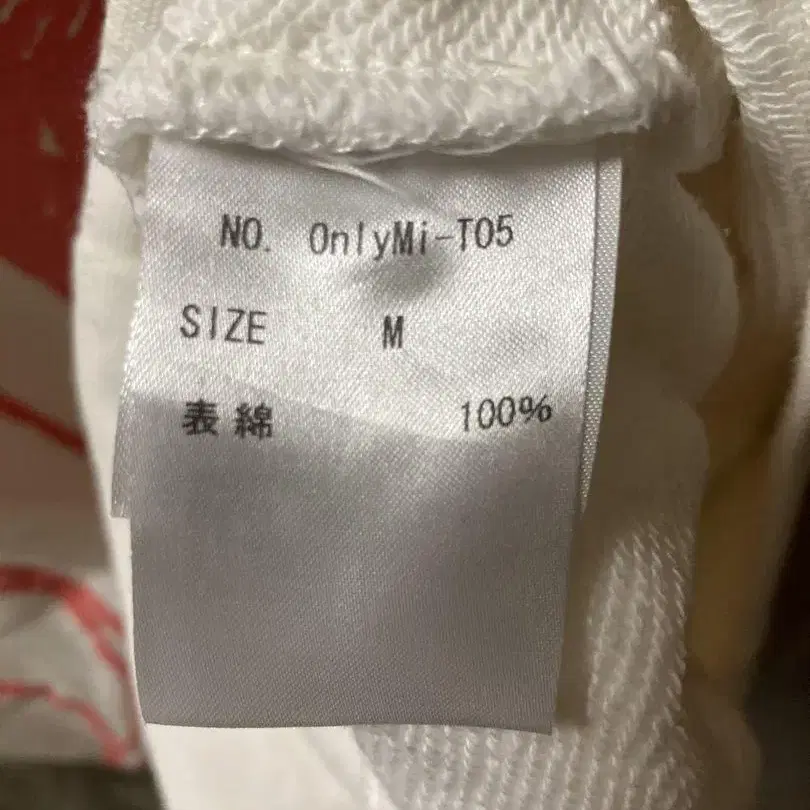 NO. OnlyMi-T05
SIZE M
表綿 100%